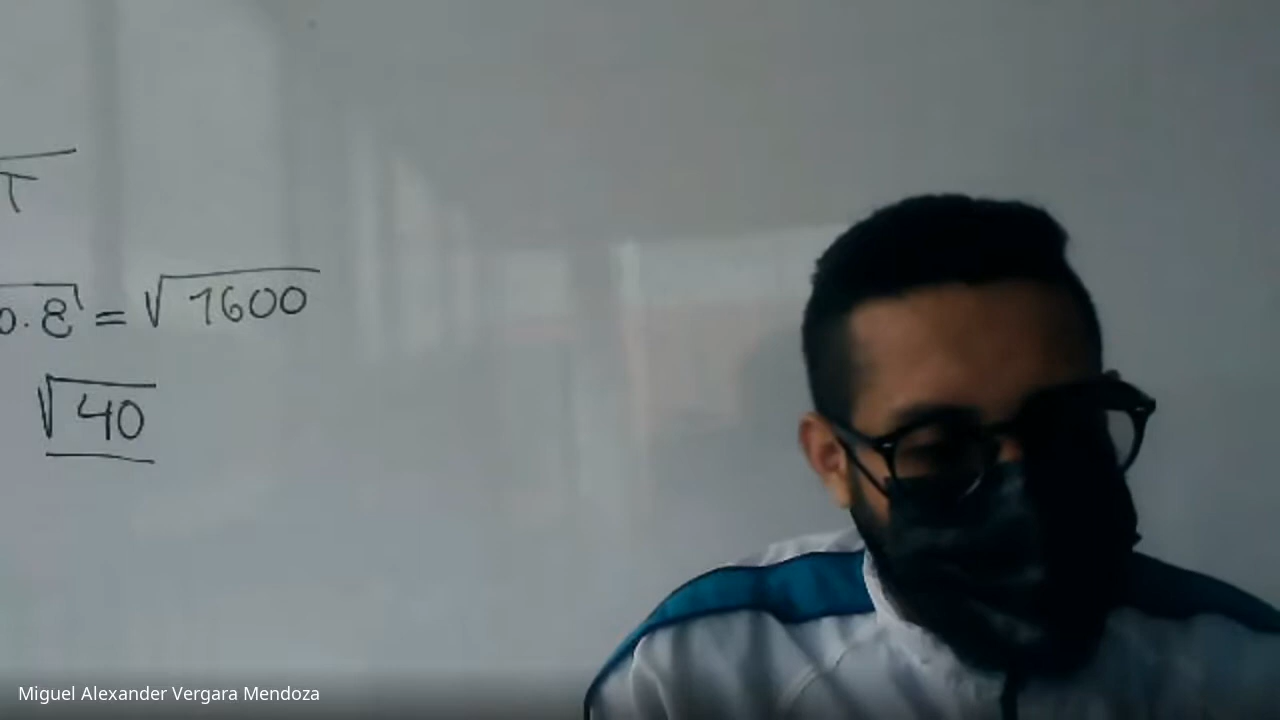 T
0.8 = √1600
√40
Miguel Alexander Vergara Mendoza